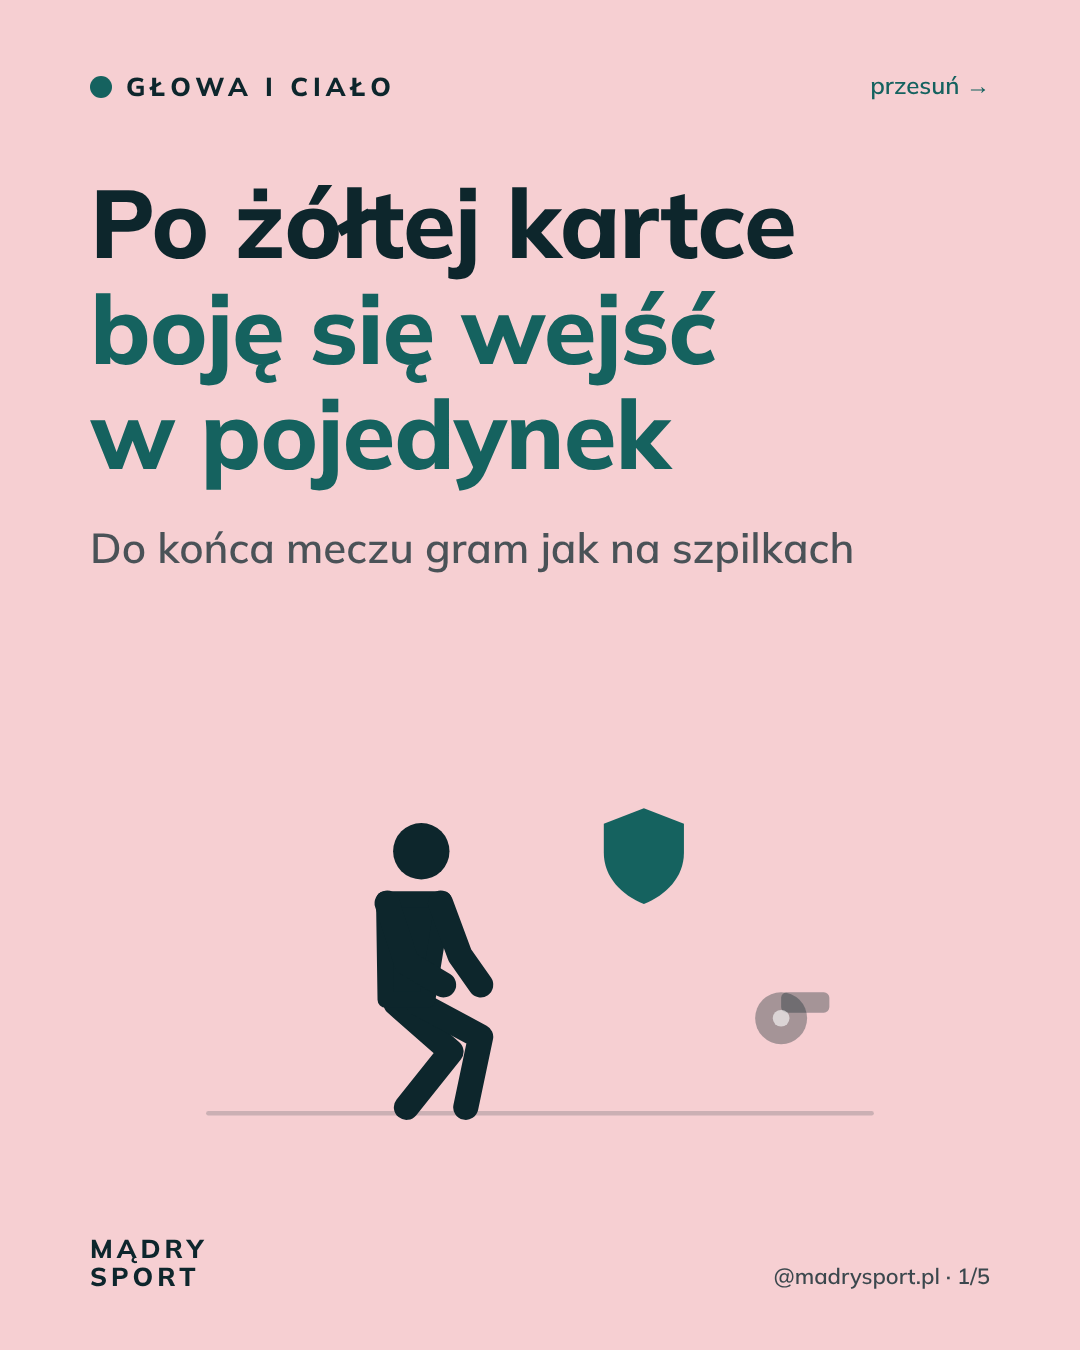 GŁOWA I CIAŁO
przesuń →
Po żółtej kartce
boję się wejść
w pojedynek
Do końca meczu gram jak na szpilkach
MĄDRY
SPORT
@madrysport.pl · 1/5